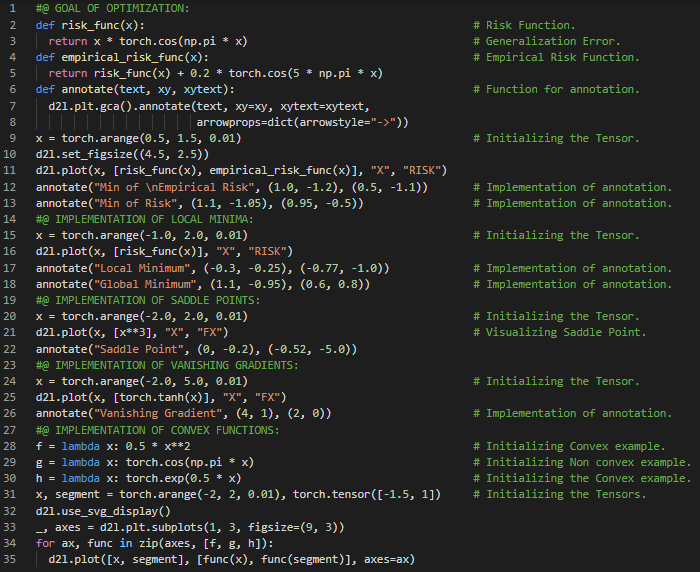 1 #@ GOAL OF OPTIMIZATION:
2 def risk_func(x): # Risk Function.
3 return x * torch.cos(np.pi * x) # Generalization Error.
4 def empirical_risk_func(x): # Empirical Risk Function.
5 return risk_func(x) + 0.2 * torch.cos(5 * np.pi * x)
6 def annotate(text, xy, xytext): # Function for annotation.
7 d2l.plt.gca().annotate(text, xy=xy, xytext=xytext,
8 arrowprops=dict(arrowstyle="->"))
9 x = torch.arange(0.5, 1.5, 0.01) # Initializing the Tensor.
10 d2l.set_figsize((4.5, 2.5))
11 d2l.plot(x, [risk_func(x), empirical_risk_func(x)], "X", "RISK")
12 annotate("Min of \nEmpirical Risk", (1.0, -1.2), (0.5, -1.1)) # Implementation of annotation.
13 annotate("Min of Risk", (1.1, -1.05), (0.95, -0.5)) # Implementation of annotation.
14 #@ IMPLEMENTATION OF LOCAL MINIMA:
15 x = torch.arange(-1.0, 2.0, 0.01) # Initializing the Tensor.
16 d2l.plot(x, [risk_func(x)], "X", "RISK")
17 annotate("Local Minimum", (-0.3, -0.25), (-0.77, -1.0)) # Implementation of annotation.
18 annotate("Global Minimum", (1.1, -0.95), (0.6, 0.8)) # Implementation of annotation.
19 #@ IMPLEMENTATION OF SADDLE POINTS:
20 x = torch.arange(-2.0, 2.0, 0.01) # Initializing the Tensor.
21 d2l.plot(x, [x**3], "X", "FX") # Visualizing Saddle Point.
22 annotate("Saddle Point", (0, -0.2), (-0.52, -5.0))
23 #@ IMPLEMENTATION OF VANISHING GRADIENTS:
24 x = torch.arange(-2.0, 5.0, 0.01) # Initializing the Tensor.
25 d2l.plot(x, [torch.tanh(x)], "X", "FX")
26 annotate("Vanishing Gradient", (4, 1), (2, 0)) # Implementation of annotation.
27 #@ IMPLEMENTATION OF CONVEX FUNCTIONS:
28 f = lambda x: 0.5 * x**2 # Initializing Convex example.
29 g = lambda x: torch.cos(np.pi * x) # Initializing Non convex example.
30 h = lambda x: torch.exp(0.5 * x) # Initializing the Convex example.
31 x, segment = torch.arange(-2, 2, 0.01), torch.tensor([-1.5, 1]) # Initializing the Tensors.
32 d2l.use_svg_display()
33 _, axes = d2l.plt.subplots(1, 3, figsize=(9, 3))
34 for ax, func in zip(axes, [f, g, h]):
35 d2l.plot([x, segment], [func(x), func(segment)], axes=ax)